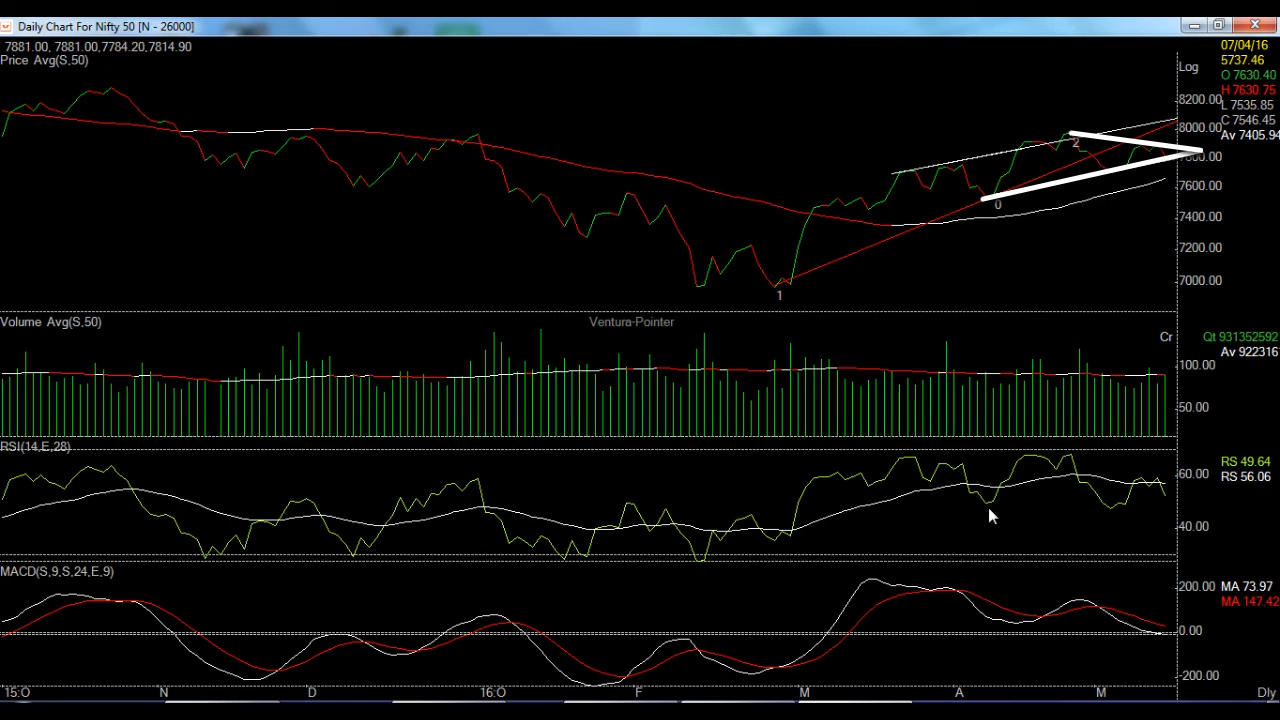 Daily Chart For Nifty 50 [N - 26000]
7881.00, 7881.00,7784.20,7814.90
Price Avg(S,50)
Log
8200.00
8000.00
7800.00
7600.00
7400.00
7200.00
7000.00
2
0
1
07/04/16
5737.46
O 7630.40
H 7630.75
L 7535.85
C 7546.45
Av 7405.94
Volume Avg(S,50)
Ventura-Pointer
Cr
Qt 931352592
Av 922316
100.00
50.00
RSI(14,E,28)
RS 49.64
RS 56.06
60.00
40.00
MACD(S,9,S,24,E,9)
200.00
MA 73.97
MA 147.42
0.00
-200.00
15:O N D 16:O F M A M Dly